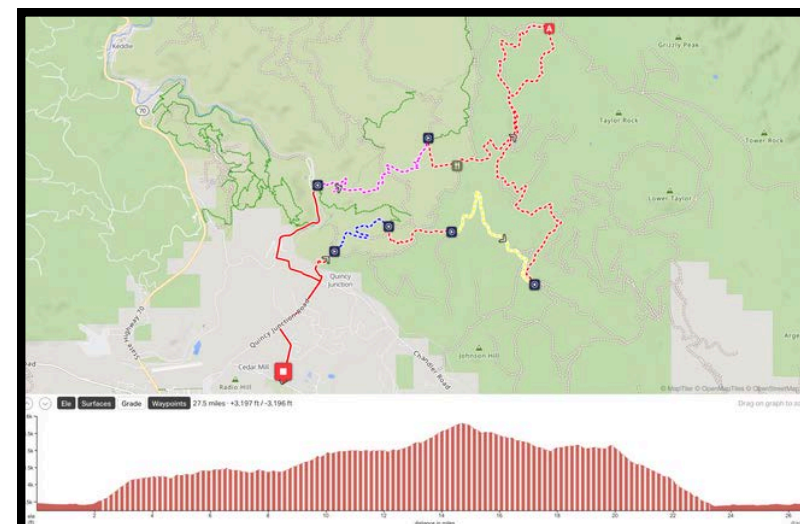 Keddie
Grizzly Peak
70
A
Taylor Rock
Tower Rock
Lower Taylor
Quincy
Junction
Quincy Junction Road
State Highway 70
Johnson Hill
Chandler Road
Cedar Mill
Radio Hill
© MapTiler © OpenStreetMap
Ele Surfaces Grade Waypoints 27.5 miles · +3,197 ft / -3,196 ft
Drag on graph to
2 4 6 8 10 12 14 16 18 20 22 24 26
distance in miles